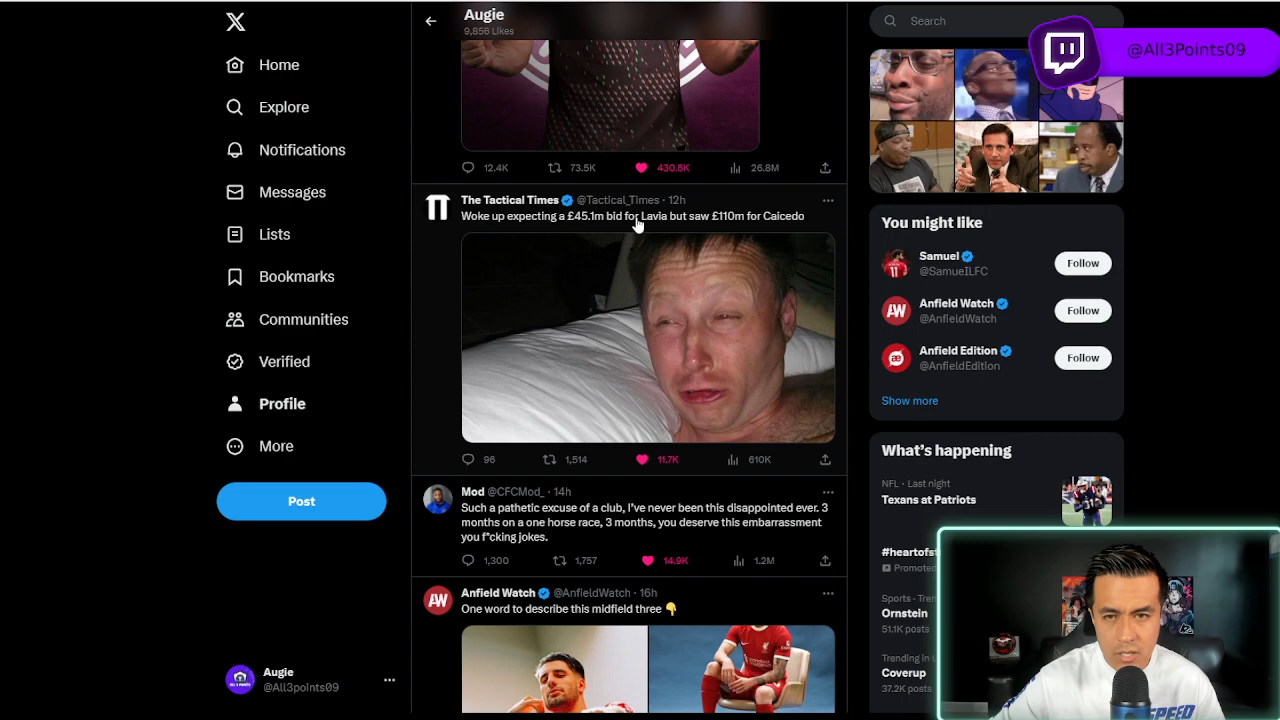 Augie
9,856 Likes
Search
@All3Points09
Home
Explore
Notifications
Messages
Lists
Bookmarks
Communities
Verified
Profile
More
Post
Augie
@All3p0ints09
12.4K 73.5K 430.6K 26.8M
The Tactical Times @Tactical_Times · 12h
Woke up expecting a £45.1m bid for Lavia but saw £110m for Caicedo
96 1,514 11.7K 610K
Mod @CFCMod_ · 14h
Such a pathetic excuse of a club, I've never been this disappointed ever. 3
months on a one horse race, 3 months, you deserve this embarrassment
you f*cking jokes.
1,300 1,757 14.9K 1.2M
AW
Anfield Watch @AnfieldWatch · 16h
One word to describe this midfield three 👇
You might like
Samuel
@SamueILFC
Follow
AW
Anfield Watch
@AnfieldWatch
Follow
Anfield Edition
@AnfieldEdition
Follow
Show more
What's happening
NFL · Last night
Texans at Patriots
#heartofst
Promoted
Sports · Tren
Ornstein
51.1K posts
Trending in U
Coverup
37.2K posts
SPEED